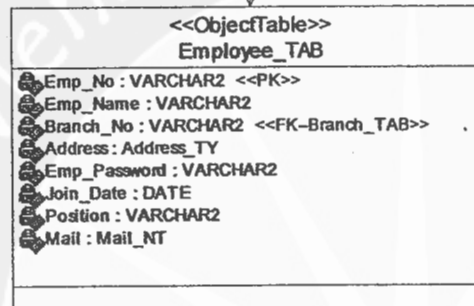 <<ObjectTable>>
Employee_TAB
Emp_No : VARCHAR2 <<PK>>
Emp_Name : VARCHAR2
Branch_No : VARCHAR2 <<FK-Branch_TAB>>
Address : Address_TY
Emp_Password : VARCHAR2
Join_Date : DATE
Position : VARCHAR2
Mail : Mail_NT